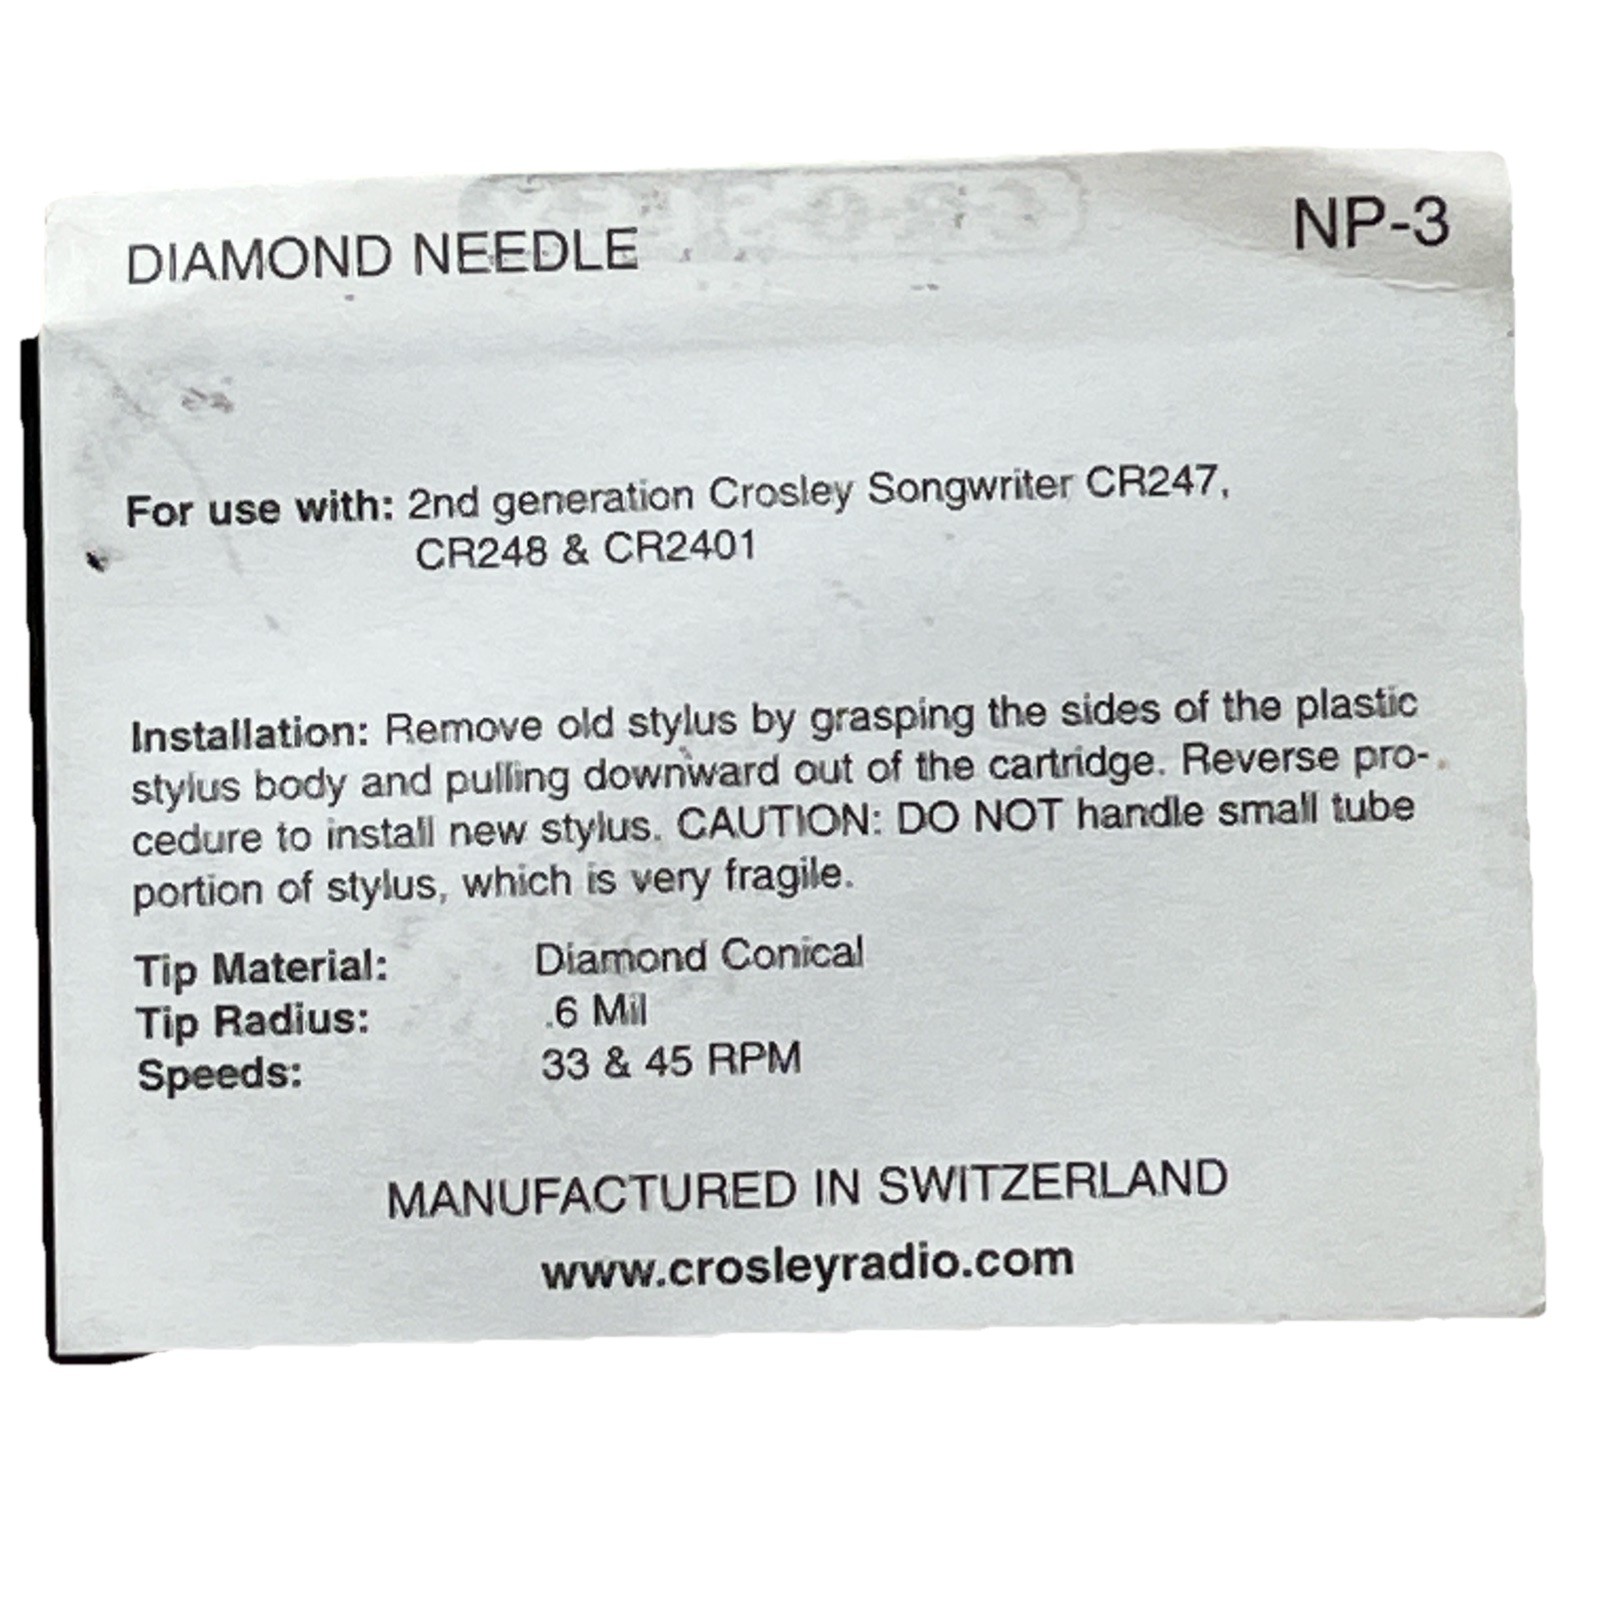 DIAMOND NEEDLE
NP-3
For use with: 2nd generation Crosley Songwriter CR247,
CR248 & CR2401
Installation: Remove old stylus by grasping the sides of the plastic
stylus body and pulling downward out of the cartridge. Reverse pro-
cedure to install new stylus. CAUTION: DO NOT handle small tube
portion of stylus, which is very fragile.
Tip Material: Diamond Conical
Tip Radius: .6 Mil
Speeds: 33 & 45 RPM
MANUFACTURED IN SWITZERLAND
www.crosleyradio.com